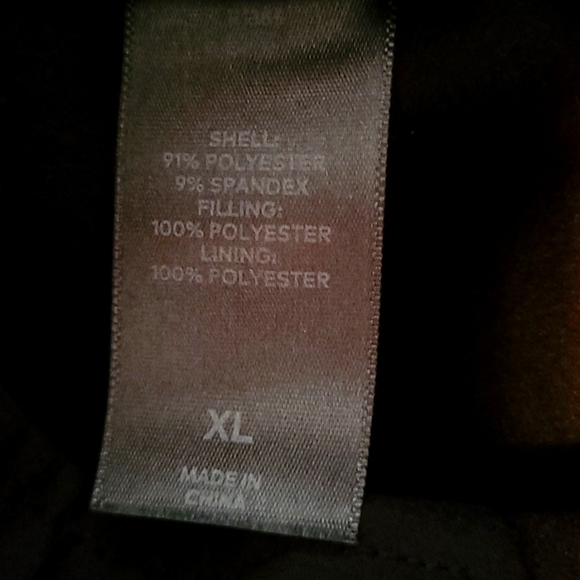 SHELL:
91% POLYESTER
9% SPANDEX
FILLING:
100% POLYESTER
LINING:
100% POLYESTER
XL
MADE IN
CHINA